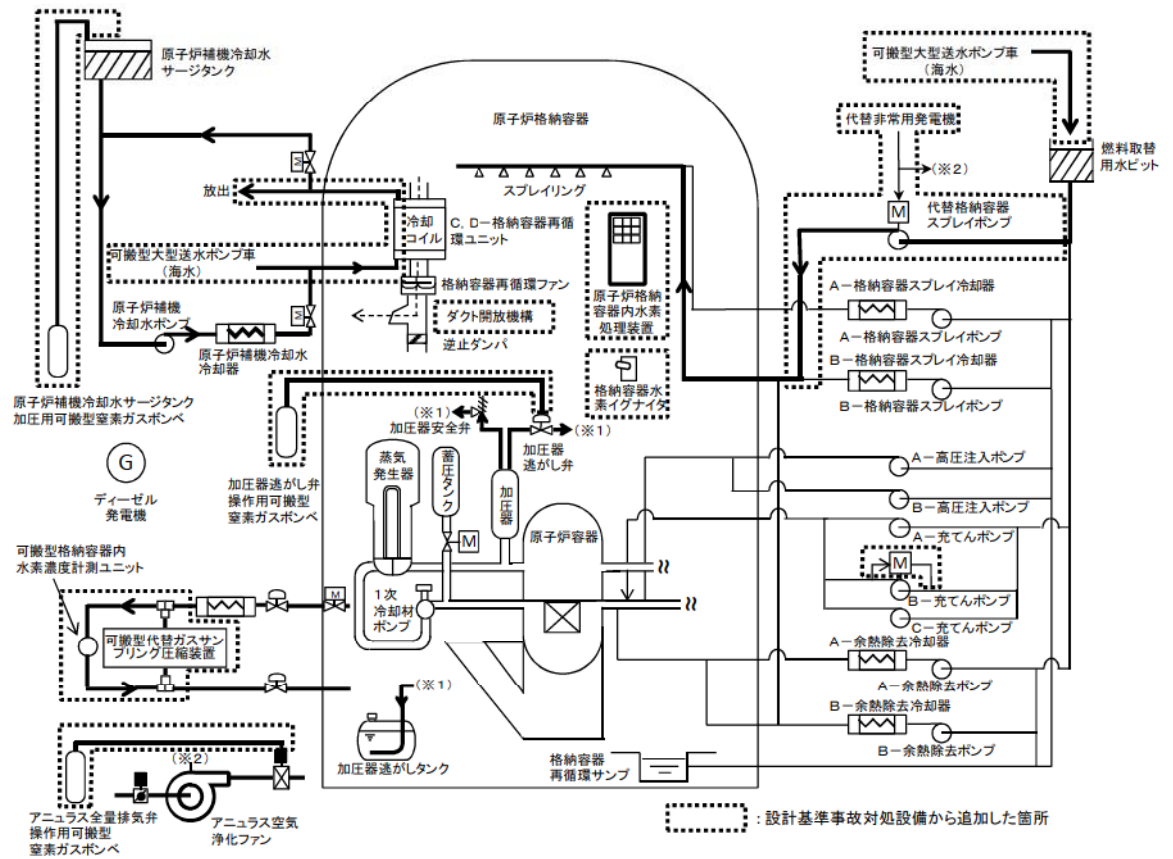 原子炉補機冷却水
サージタンク
原子炉格納容器
可搬型大型送水ポンプ車
(海水)
代替非常用発電機
燃料取替
用水ピット
(※2)
M
代替格納容器
スプレイポンプ
M
放出
スプレイリング
冷却
コイル
C,D-格納容器再循
環ユニット
可搬型大型送水ポンプ車
(海水)
格納容器再循環ファン
原子炉補機
冷却水ポンプ
M
ダクト開放機構
逆止ダンパ
原子炉補機冷却水
冷却器
原子炉格納
容器内水素
処理装置
格納容器水
素イグナイタ
A-格納容器スプレイ冷却器
A-格納容器スプレイポンプ
B-格納容器スプレイ冷却器
B-格納容器スプレイポンプ
原子炉補機冷却水サージタンク
加圧用可搬型窒素ガスボンベ
(※1)
加圧器安全弁
(※1)
加圧器
逃がし弁
G
ディーゼル
発電機
加圧器逃がし弁
操作用可搬型
窒素ガスボンベ
蒸気
発生器
蓄圧タンク
加圧器
M
原子炉容器
A-高圧注入ポンプ
B-高圧注入ポンプ
A-充てんポンプ
M
B-充てんポンプ
C-充てんポンプ
可搬型格納容器内
水素濃度計測ユニット
M
1次
冷却材
ポンプ
可搬型代替ガスサン
プリング圧縮装置
A-余熱除去冷却器
A-余熱除去ポンプ
B-余熱除去冷却器
B-余熱除去ポンプ
(※1)
加圧器逃がしタンク
格納容器
再循環サンプ
(※2)
アニュラス全量排気弁
操作用可搬型
窒素ガスボンベ
アニュラス空気
浄化ファン
:設計基準事故対処設備から追加した箇所